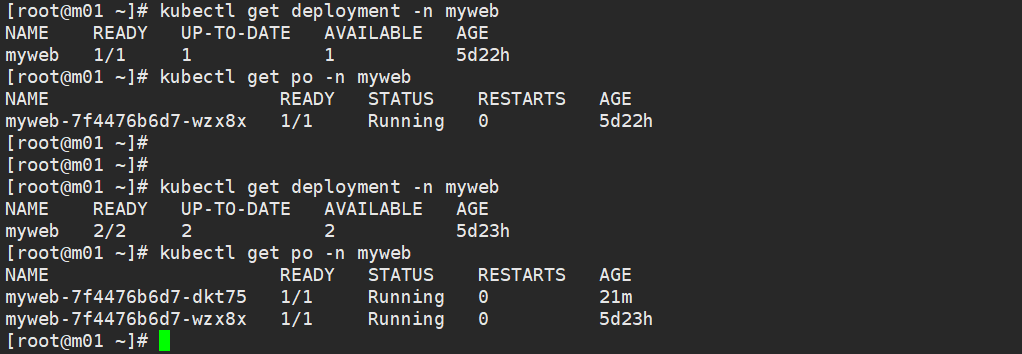 [root@m01 ~]# kubectl get deployment -n myweb
NAME    READY   UP-TO-DATE   AVAILABLE   AGE
myweb   1/1     1            1           5d22h
[root@m01 ~]# kubectl get po -n myweb
NAME                     READY   STATUS    RESTARTS   AGE
myweb-7f4476b6d7-wzx8x   1/1     Running   0          5d22h
[root@m01 ~]#
[root@m01 ~]#
[root@m01 ~]# kubectl get deployment -n myweb
NAME    READY   UP-TO-DATE   AVAILABLE   AGE
myweb   2/2     2            2           5d23h
[root@m01 ~]# kubectl get po -n myweb
NAME                     READY   STATUS    RESTARTS   AGE
myweb-7f4476b6d7-dkt75   1/1     Running   0          21m
myweb-7f4476b6d7-wzx8x   1/1     Running   0          5d23h
[root@m01 ~]#